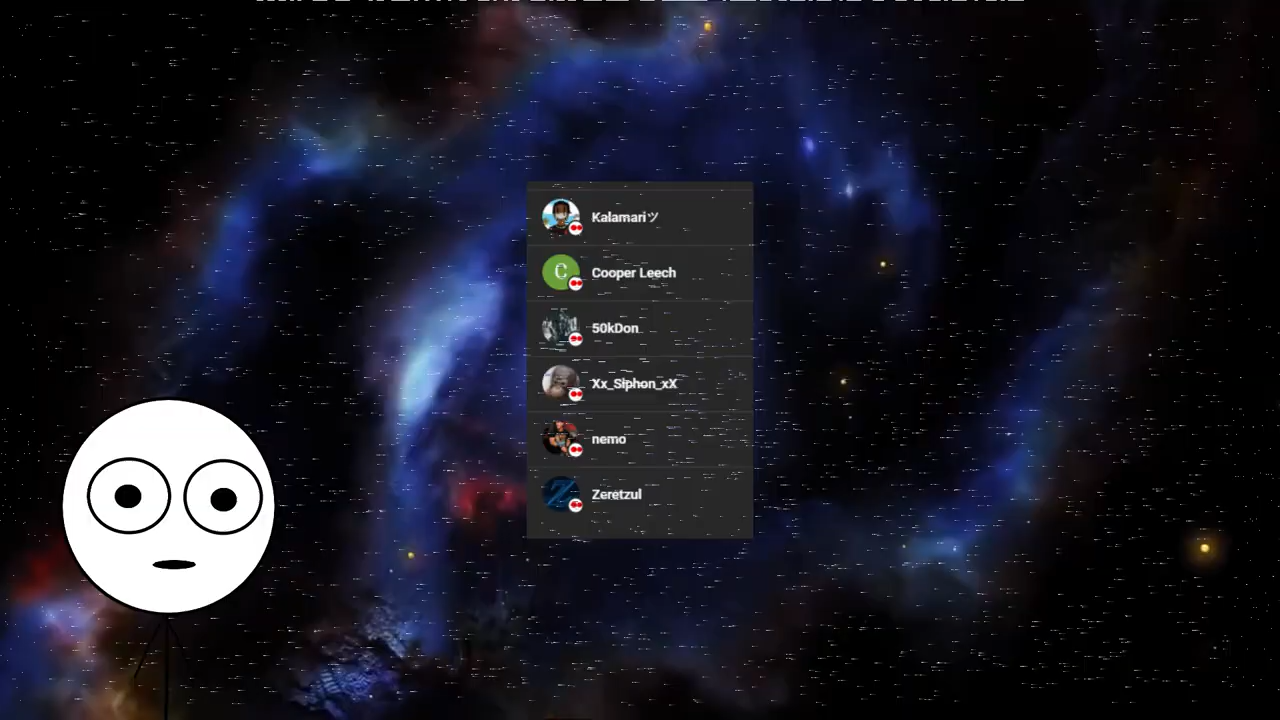 Kalamariツ
C
Cooper Leech
50kDon
Xx_Siphon_xX
nemo
Zeretzul